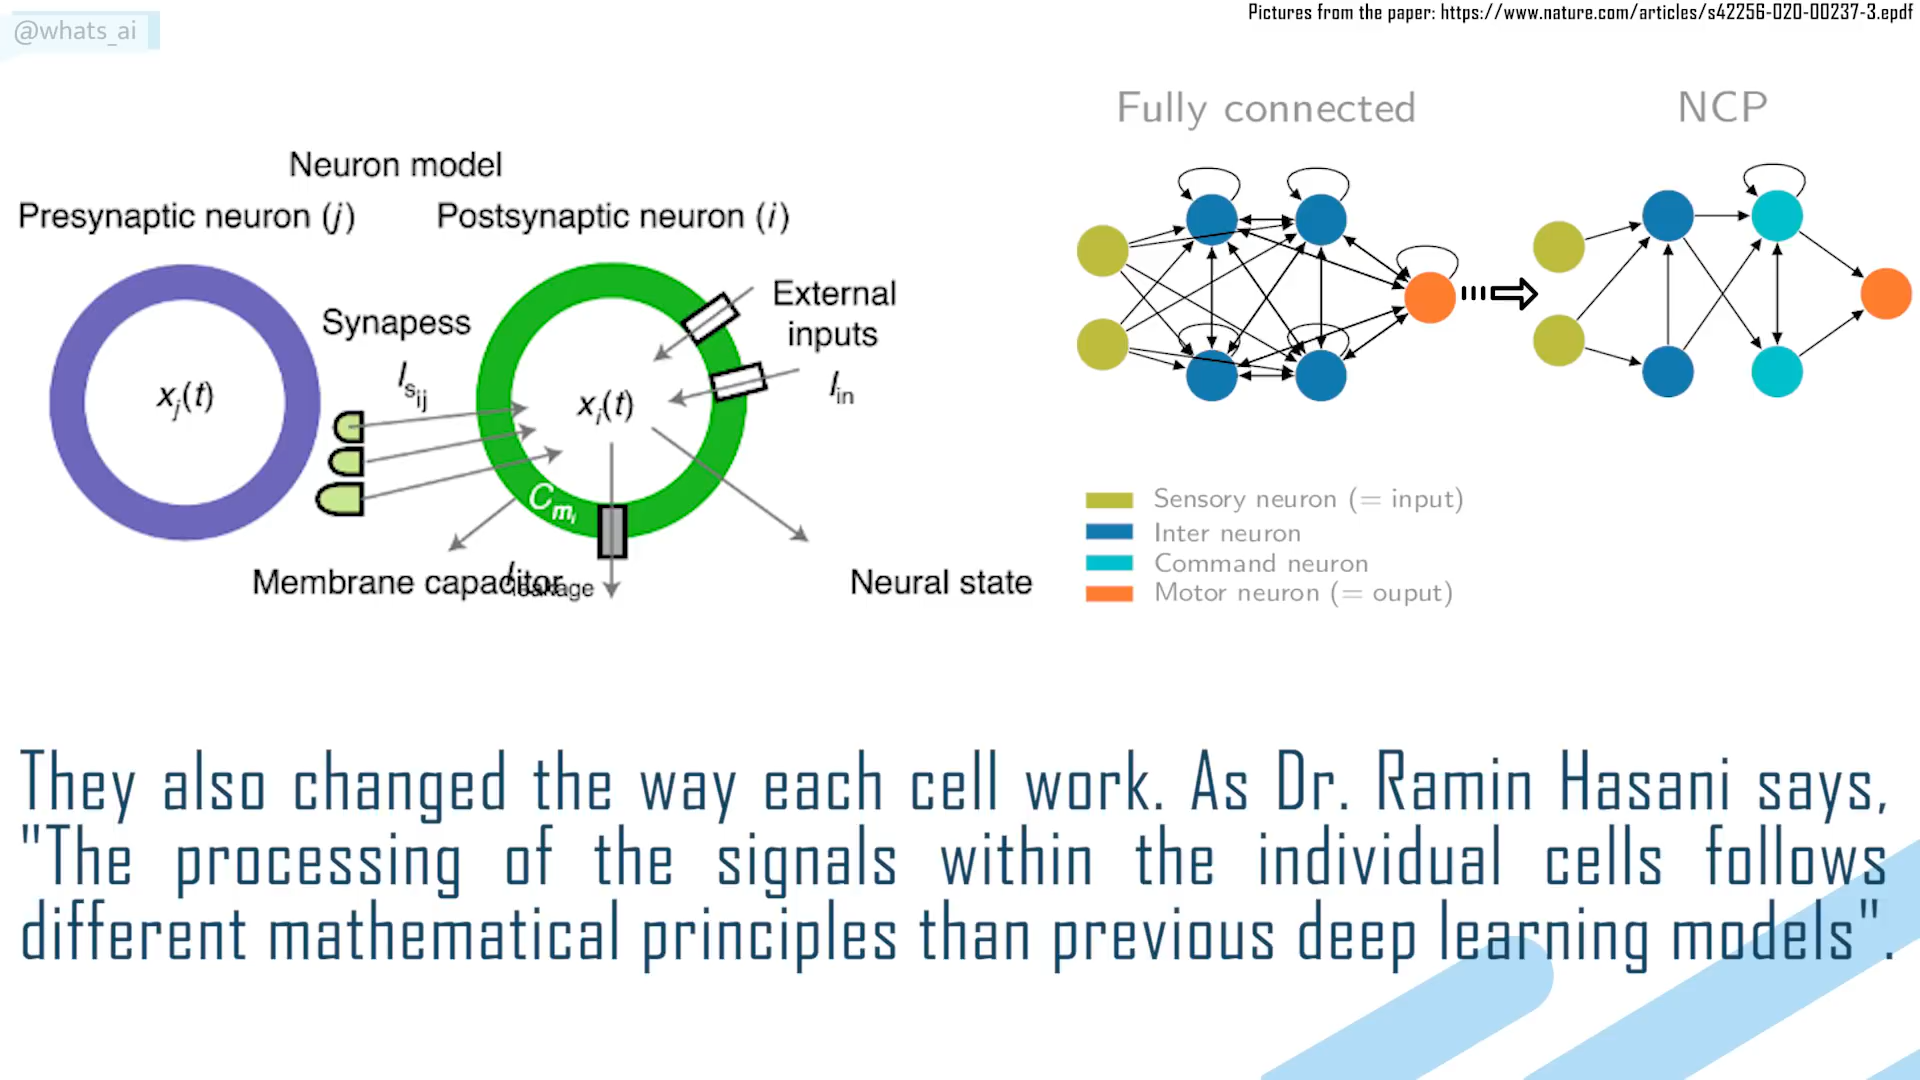 @whats_ai
Pictures from the paper: https://www.nature.com/articles/s42256-020-00237-3.epdf
Neuron model
Presynaptic neuron (j)
Postsynaptic neuron (i)
Synapess
I_sij
External
inputs
I_in
x_j(t)
x_i(t)
C_mi
Membrane capacitor
I_leakage
Neural state
Fully connected
NCP
Sensory neuron (= input)
Inter neuron
Command neuron
Motor neuron (= ouput)
They also changed the way each cell work. As Dr. Ramin Hasani says,
"The processing of the signals within the individual cells follows
different mathematical principles than previous deep learning models".